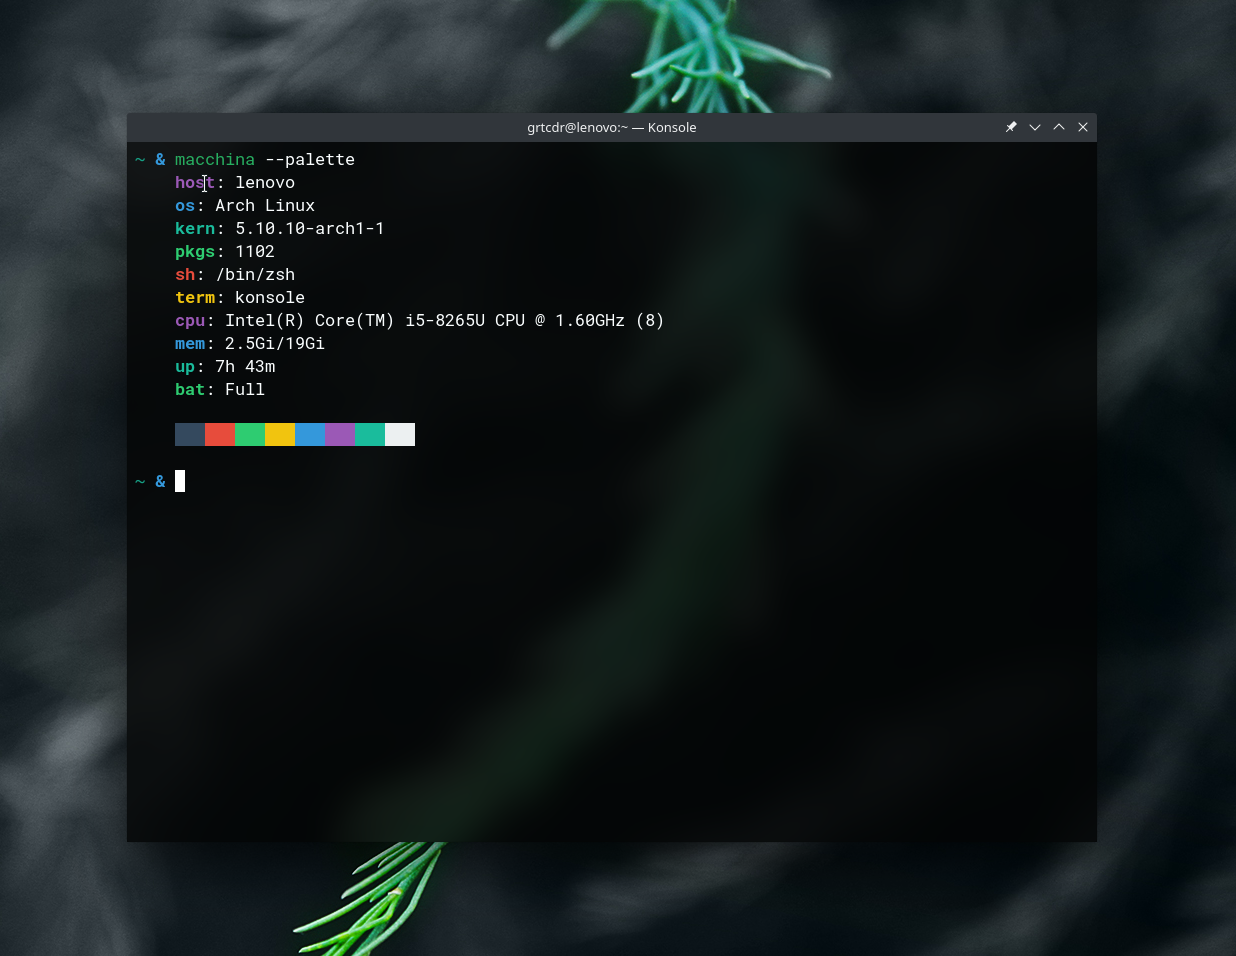 grtcdr@lenovo:~ — Konsole
~ & macchina --palette
host: lenovo
os: Arch Linux
kern: 5.10.10-arch1-1
pkgs: 1102
sh: /bin/zsh
term: konsole
cpu: Intel(R) Core(TM) i5-8265U CPU @ 1.60GHz (8)
mem: 2.5Gi/19Gi
up: 7h 43m
bat: Full
~ &